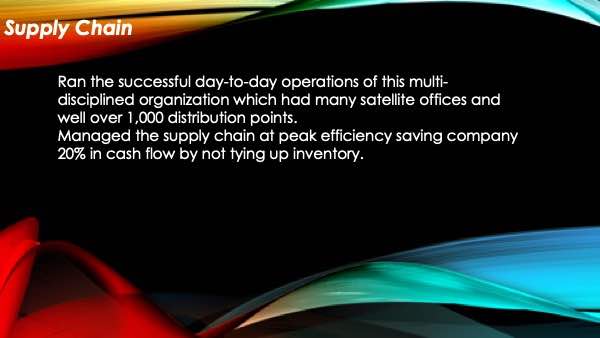 Supply Chain
Ran the successful day-to-day operations of this multi-
disciplined organization which had many satellite offices and
well over 1,000 distribution points.
Managed the supply chain at peak efficiency saving company
20% in cash flow by not tying up inventory.